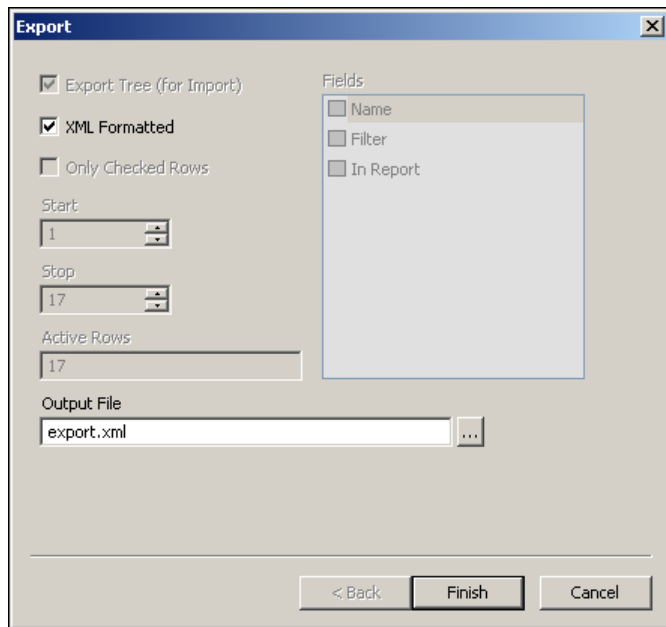 Export
Export Tree (for Import)
XML Formatted
Only Checked Rows
Start
1
Stop
17
Active Rows
17
Fields
Name
Filter
In Report
Output File
export.xml
...
< Back
Finish
Cancel